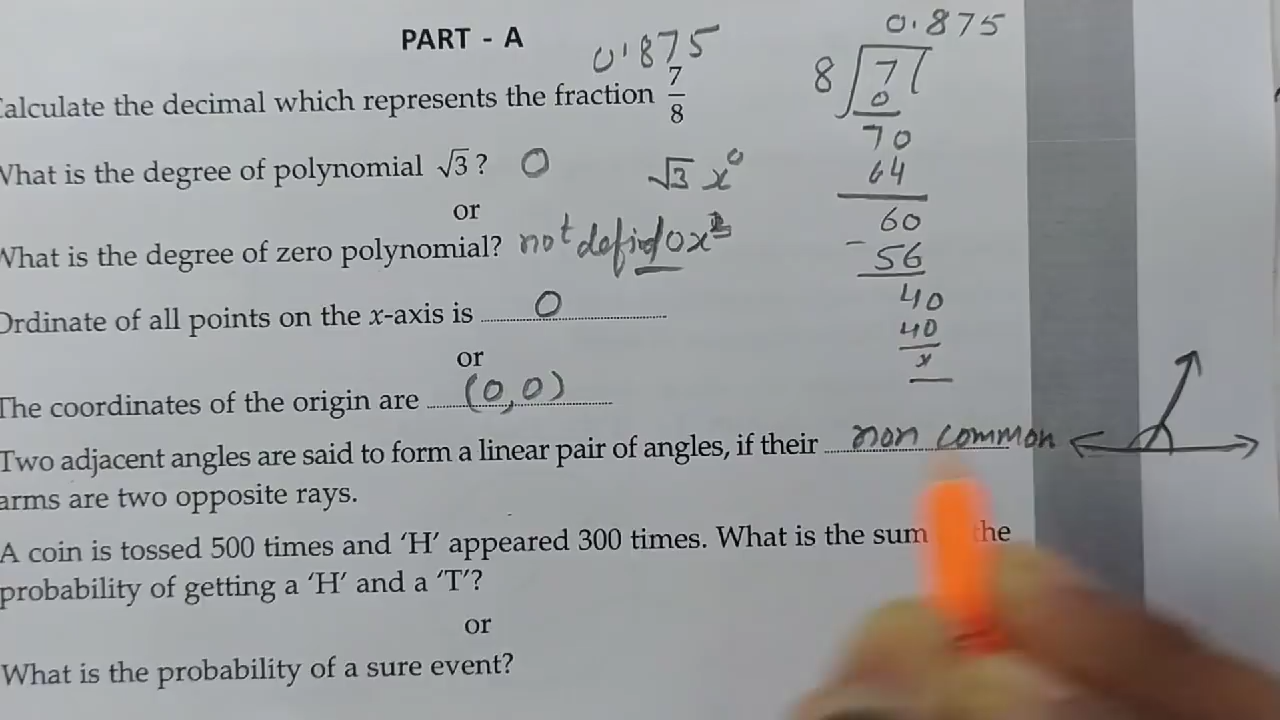 PART - A
0.875
0.875
Calculate the decimal which represents the fraction 7/8
8 7
0
70
64
What is the degree of polynomial √3 ? 0 √3 x⁰
or
60
- 56
What is the degree of zero polynomial? not defind 0x
40
40
x
Ordinate of all points on the x-axis is 0
or
The coordinates of the origin are (0,0)
Two adjacent angles are said to form a linear pair of angles, if their non common
arms are two opposite rays.
A coin is tossed 500 times and ‘H’ appeared 300 times. What is the sum the
probability of getting a ‘H’ and a ‘T’?
or
What is the probability of a sure event?